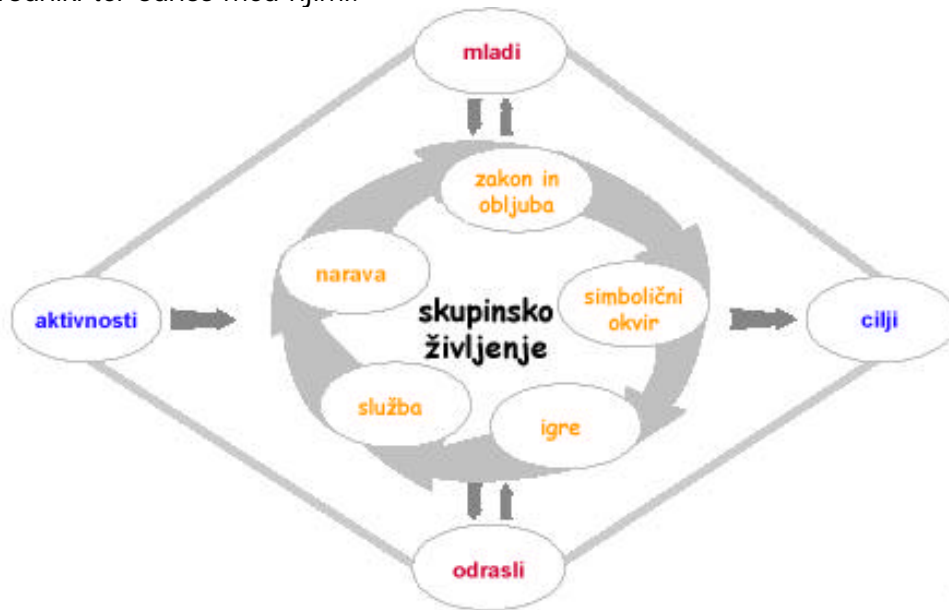 mladi
zakon in
obljuba
narava
simbolični
okvir
aktivnosti
skupinsko
življenje
cilji
služba
igre
odrasli